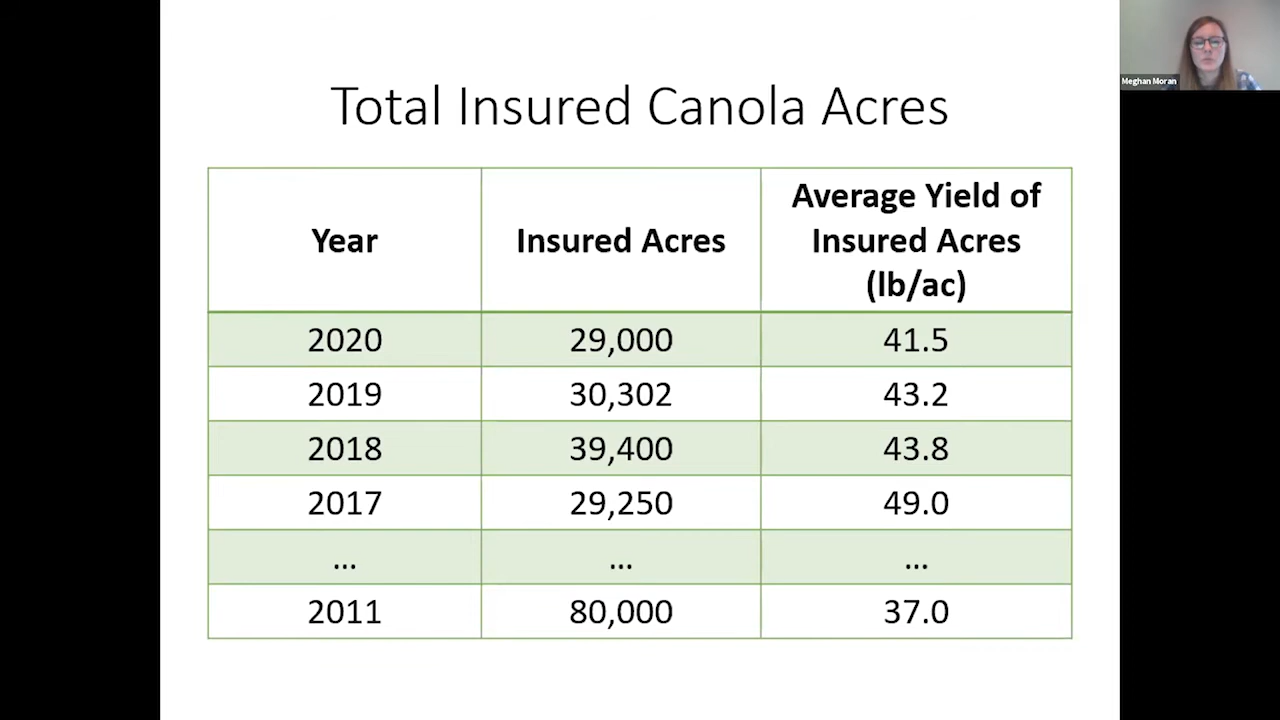 Total Insured Canola Acres
Year
Insured Acres
Average Yield of
Insured Acres
(lb/ac)
2020 29,000 41.5
2019 30,302 43.2
2018 39,400 43.8
2017 29,250 49.0
... ... ...
2011 80,000 37.0
Meghan Moran